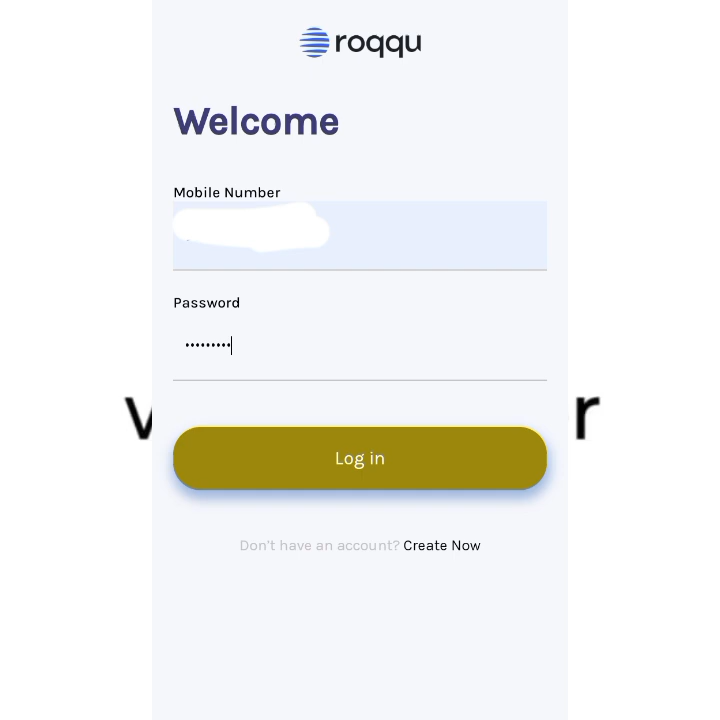 roqqu
Welcome
Mobile Number
Password
•••••••••
Log in
Don't have an account? Create Now